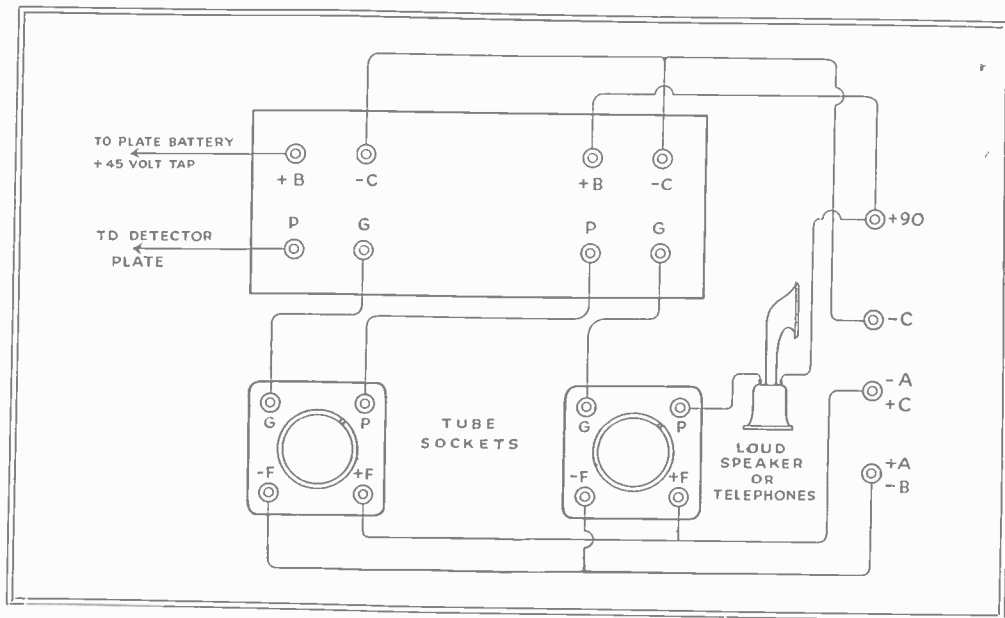 TO PLATE BATTERY
+45 VOLT TAP
+B
-C
+B
-C
P
G
P
G
TD DETECTOR
PLATE
+90
-C
-A
+C
+A
-B
G
P
TUBE
SOCKETS
G
P
-F
+F
-F
+F
LOUD
SPEAKER
OR
TELEPHONES